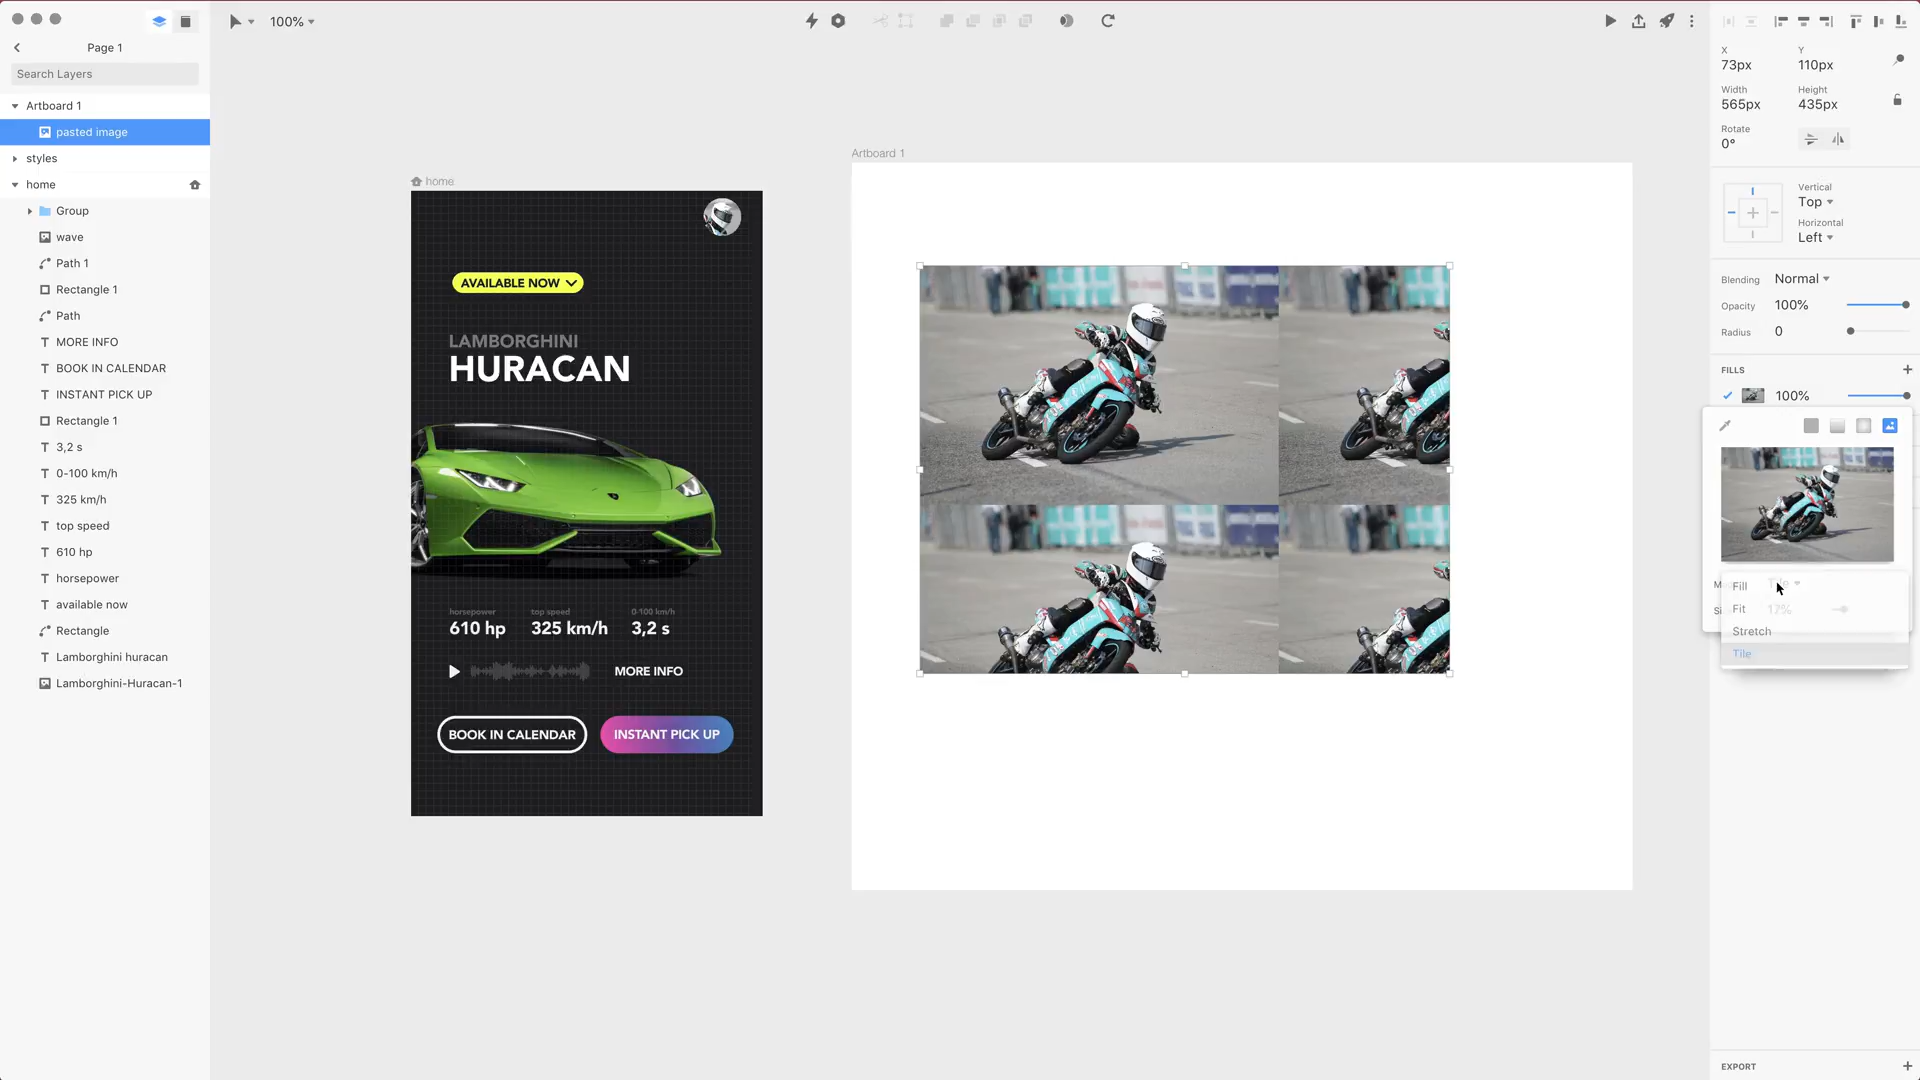 100%
Page 1
Search Layers
Artboard 1
pasted image
styles
home
Group
wave
Path 1
Rectangle 1
Path
MORE INFO
BOOK IN CALENDAR
INSTANT PICK UP
Rectangle 1
3,2 s
0-100 km/h
325 km/h
top speed
610 hp
horsepower
available now
Rectangle
Lamborghini huracan
Lamborghini-Huracan-1
home
AVAILABLE NOW
LAMBORGHINI
HURACAN
horsepower top speed 0-100 km/h
610 hp 325 km/h 3,2 s
MORE INFO
BOOK IN CALENDAR INSTANT PICK UP
Artboard 1
X Y
73px 110px
Width Height
565px 435px
Rotate
0°
Vertical
Top
Horizontal
Left
Blending Normal
Opacity 100%
Radius 0
FILLS
100%
Fill
Fit 17%
Stretch
Tile
EXPORT